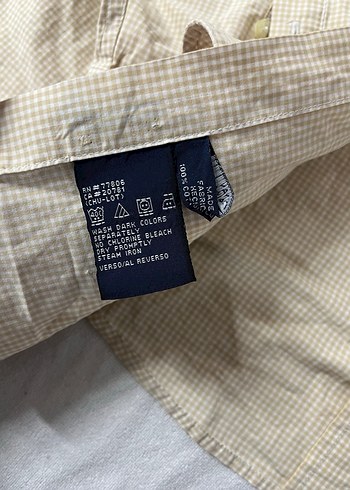 RN #77806
CA #20781
(CHU-LOT)
WASH DARK COLORS
SEPARATELY
NO CHLORINE BLEACH
DRY PROMPTLY
STEAM IRON
VERSO/AL REVERSO
100% CO
MADE
FABRI